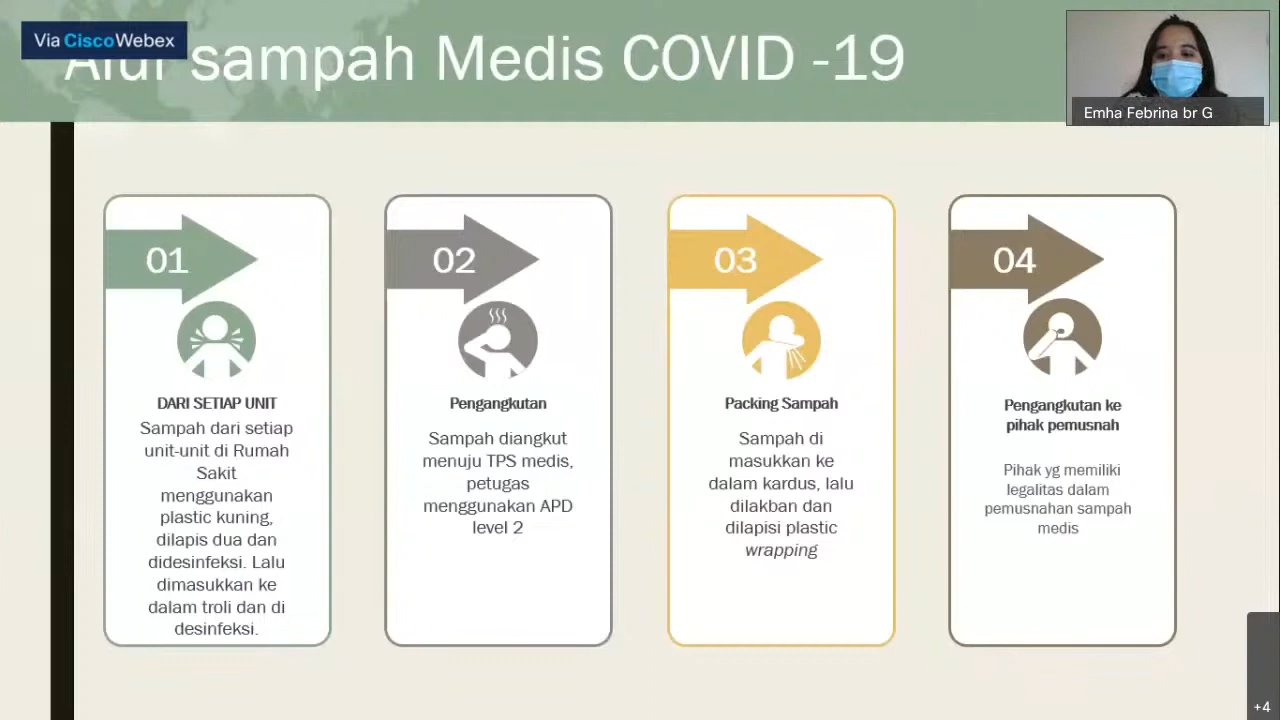 Via Cisco Webex
Alur sampah Medis COVID -19
Emha Febrina br G
01
DARI SETIAP UNIT
Sampah dari setiap
unit-unit di Rumah
Sakit
menggunakan
plastic kuning,
dilapis dua dan
didesinfeksi. Lalu
dimasukkan ke
dalam troli dan di
desinfeksi.
02
Pengangkutan
Sampah diangkut
menuju TPS medis,
petugas
menggunakan APD
level 2
03
Packing Sampah
Sampah di
masukkan ke
dalam kardus, lalu
dilakban dan
dilapisi plastic
wrapping
04
Pengangkutan ke
pihak pemusnah
Pihak yg memiliki
legalitas dalam
pemusnahan sampah
medis
+4